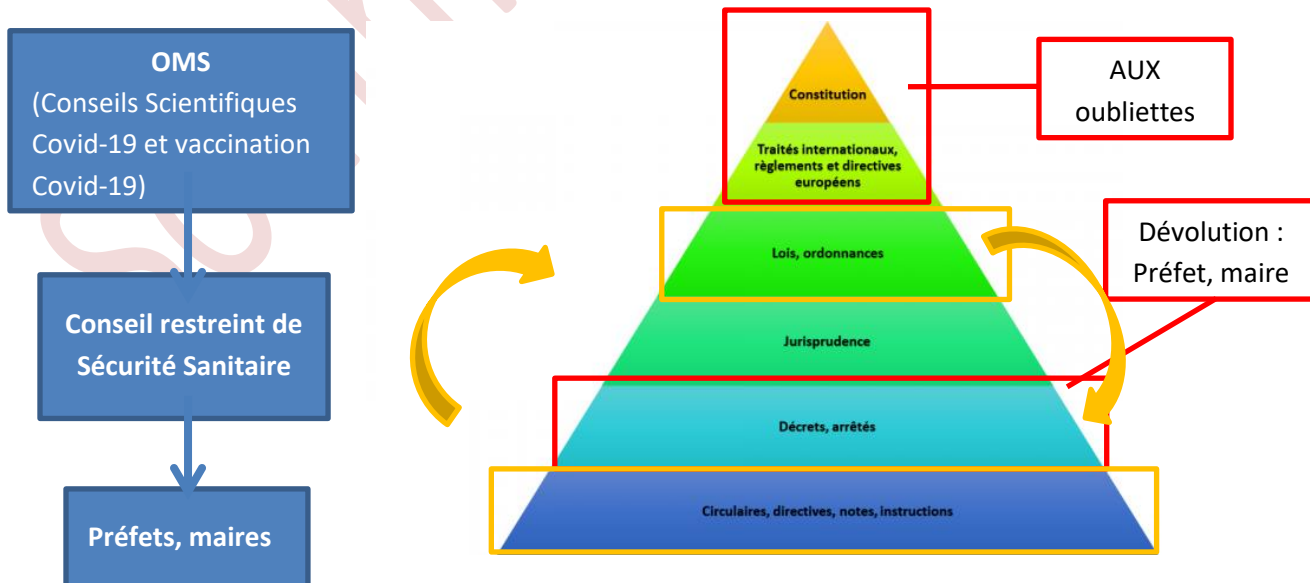 OMS
(Conseils Scientifiques
Covid-19 et vaccination
Covid-19)
Conseil restreint de
Sécurité Sanitaire
Préfets, maires
Constitution
Traités internationaux,
règlements et directives
européens
Lois, ordonnances
Jurisprudence
Décrets, arrêtés
Circulaires, directives, notes, instructions
AUX
oubliettes
Dévolution :
Préfet, maire